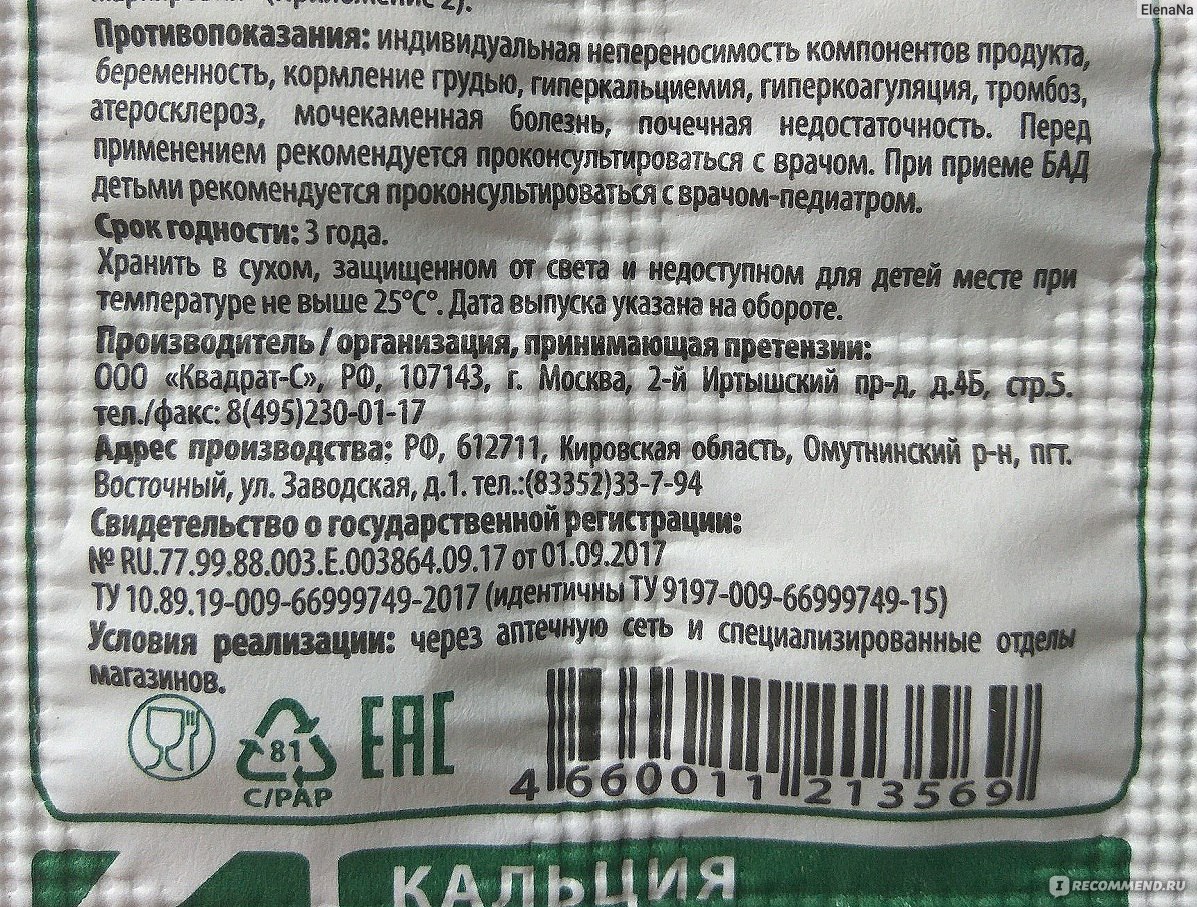 ElenaNa
(Приложение 2).
Противопоказания: индивидуальная непереносимость компонентов продукта,
беременность, кормление грудью, гиперкальциемия, гиперкоагуляция, тромбоз,
атеросклероз, мочекаменная болезнь, почечная недостаточность. Перед
применением рекомендуется проконсультироваться с врачом. При приеме БАД
детьми рекомендуется проконсультироваться с врачом-педиатром.
Срок годности: 3 года.
Хранить в сухом, защищенном от света и недоступном для детей месте при
температуре не выше 25°С°. Дата выпуска указана на обороте.
Производитель / организация, принимающая претензии:
ООО «Квадрат-С», РФ, 107143, г. Москва, 2-й Иртышский пр-д, д.4Б, стр.5.
тел./факс: 8(495)230-01-17
Адрес производства: РФ, 612711, Кировская область, Омутнинский р-н, пгт.
Восточный, ул. Заводская, д.1. тел.:(83352)33-7-94
Свидетельство о государственной регистрации:
№ RU.77.99.88.003.Е.003864.09.17 от 01.09.2017
ТУ 10.89.19-009-66999749-2017 (идентичны ТУ 9197-009-66999749-15)
Условия реализации: через аптечную сеть и специализированные отделы
магазинов.
81
C/PAP
EAC
4 660011 213569
КАЛЬЦИЯ
RECOMMEND.RU